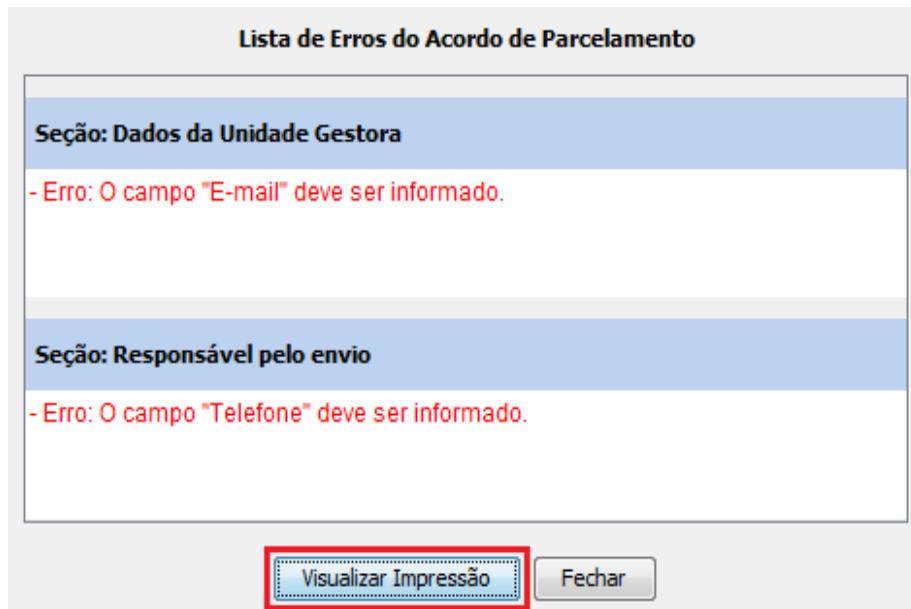 Lista de Erros do Acordo de Parcelamento
Seção: Dados da Unidade Gestora
- Erro: O campo "E-mail" deve ser informado.
Seção: Responsável pelo envio
- Erro: O campo "Telefone" deve ser informado.
Visualizar Impressão
Fechar